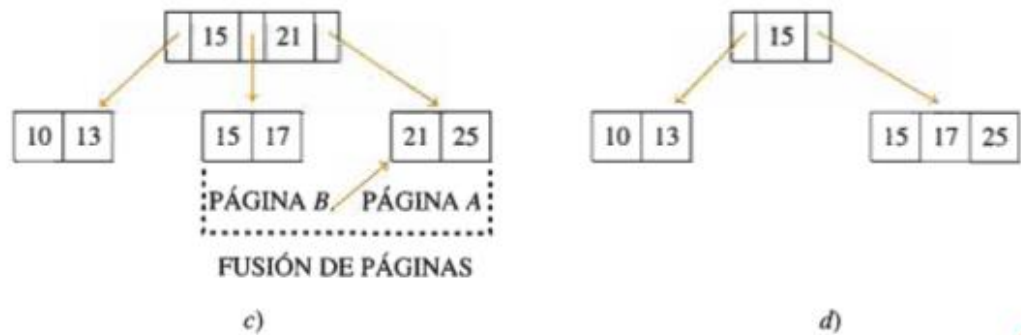 15 21
15
10 13
15 17
21 25
10 13
15 17 25
PÁGINA B
PÁGINA A
FUSIÓN DE PÁGINAS
c)
d)